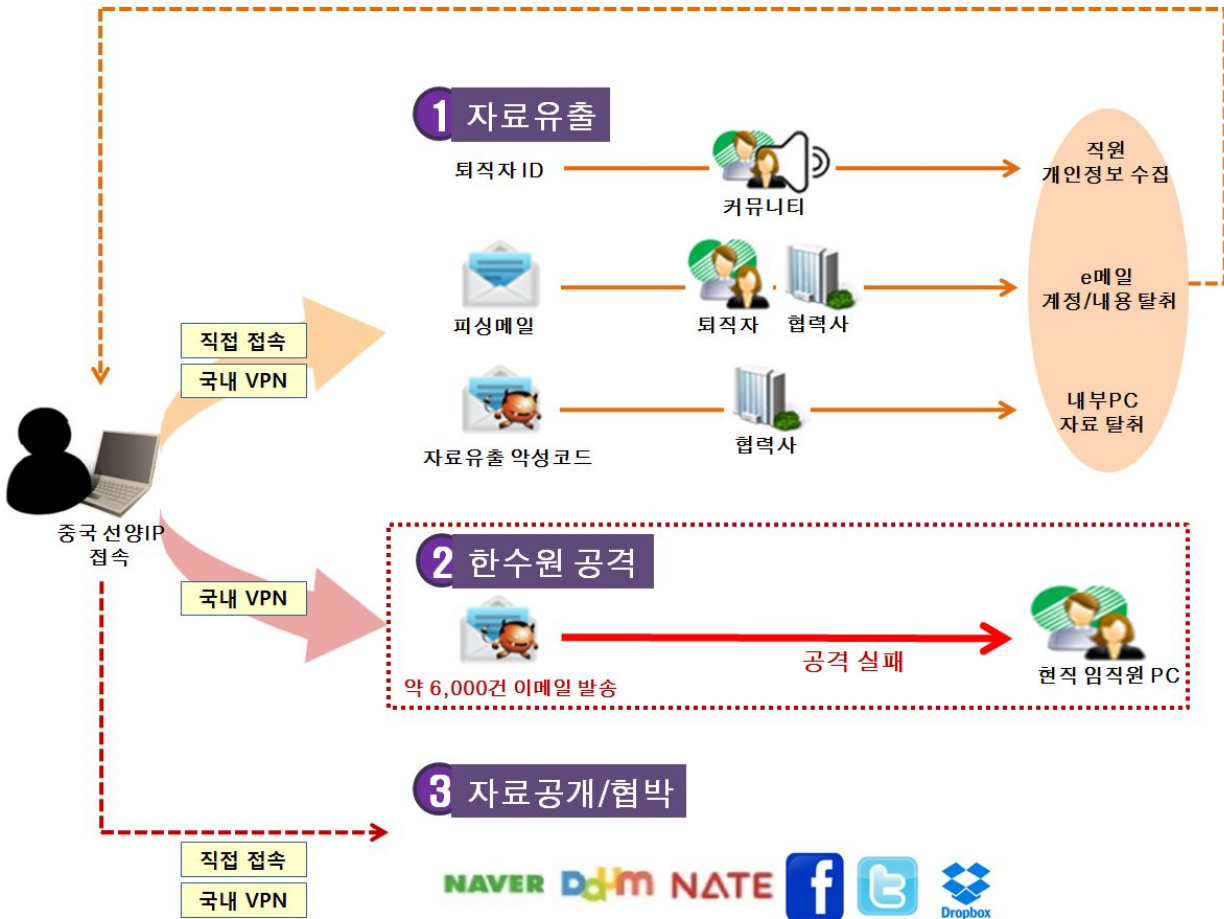 1 자료유출
퇴직자 ID
커뮤니티
직원
개인정보 수집
피싱메일
퇴직자
협력사
e메일
계정/내용 탈취
직접 접속
국내 VPN
자료유출 악성코드
협력사
내부PC
자료 탈취
중국 선양IP
접속
2 한수원 공격
국내 VPN
약 6,000건 이메일 발송
공격 실패
현직 임직원 PC
3 자료공개/협박
직접 접속
국내 VPN
NAVER
Daum
NATE
f
t
Dropbox